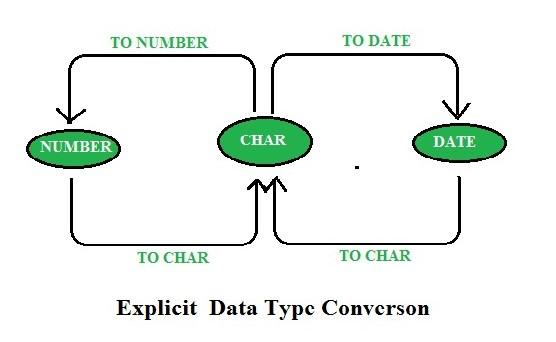 TO NUMBER
TO DATE
NUMBER
CHAR
DATE
TO CHAR
TO CHAR
Explicit Data Type Converson